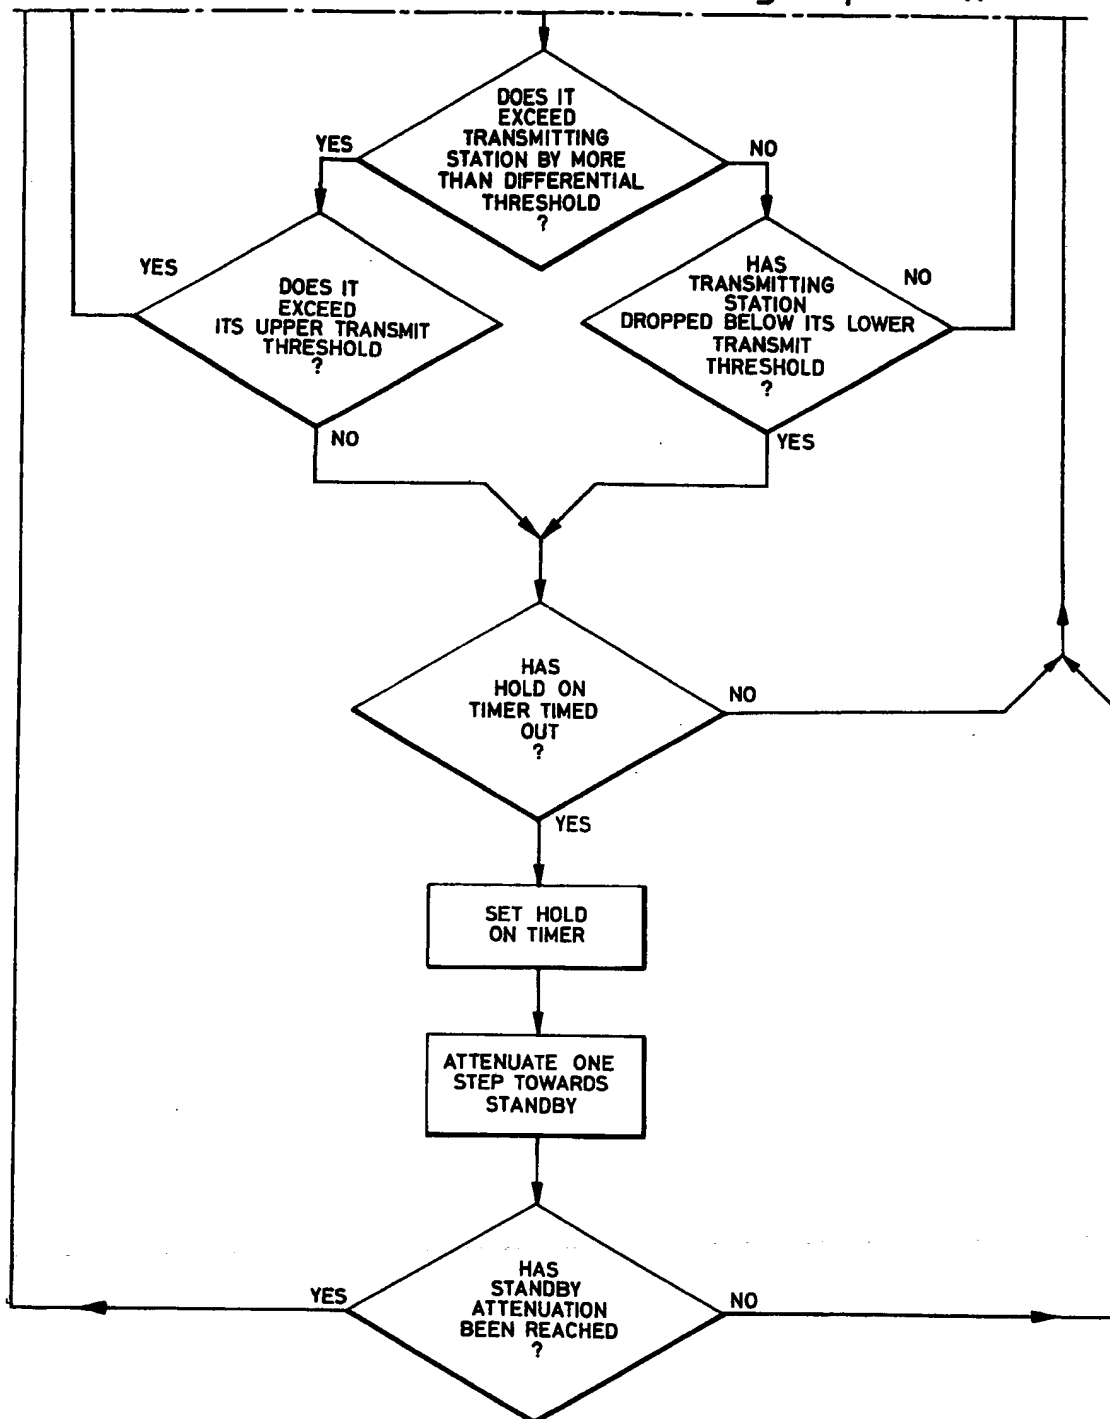 DOES IT
EXCEED
TRANSMITTING
STATION BY MORE
THAN DIFFERENTIAL
THRESHOLD
?
YES
NO
DOES IT
EXCEED
ITS UPPER TRANSMIT
THRESHOLD
?
YES
NO
HAS
TRANSMITTING
STATION
DROPPED BELOW ITS LOWER
TRANSMIT
THRESHOLD
?
NO
YES
HAS
HOLD ON
TIMER TIMED
OUT
?
NO
YES
SET HOLD
ON TIMER
ATTENUATE ONE
STEP TOWARDS
STANDBY
HAS
STANDBY
ATTENUATION
BEEN REACHED
?
YES
NO